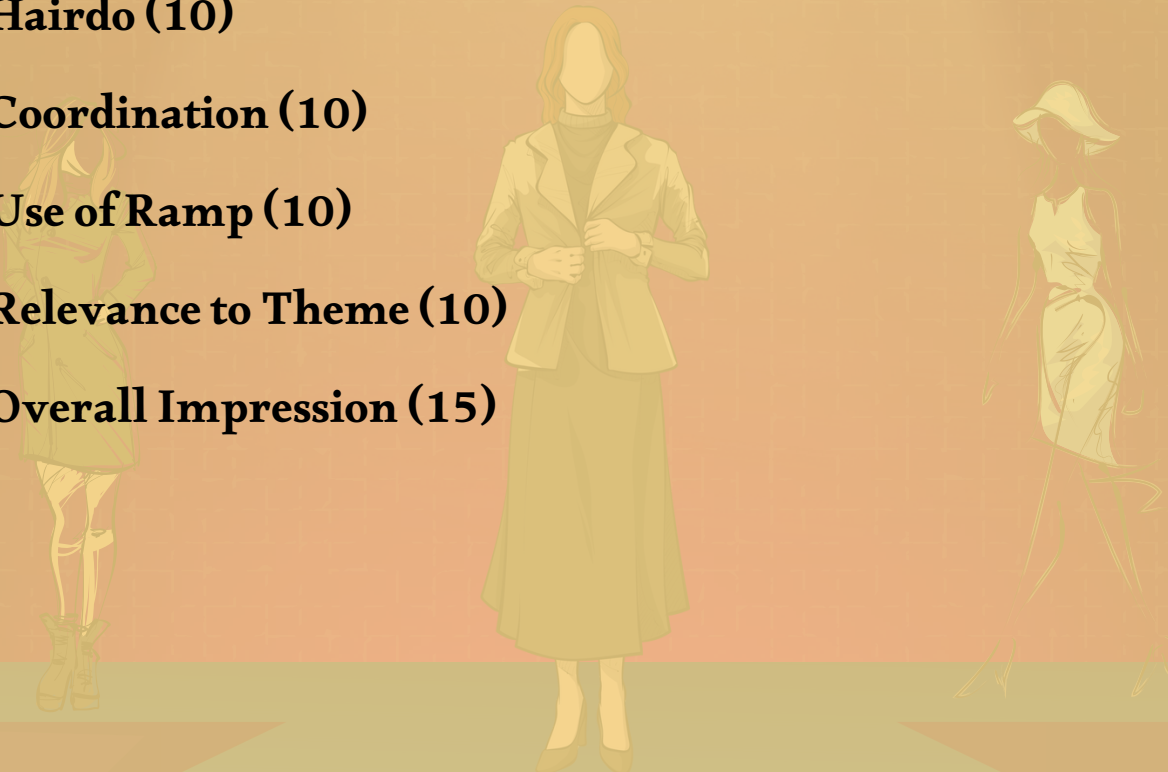 Hairdo (10)
Coordination (10)
Use of Ramp (10)
Relevance to Theme (10)
Overall Impression (15)